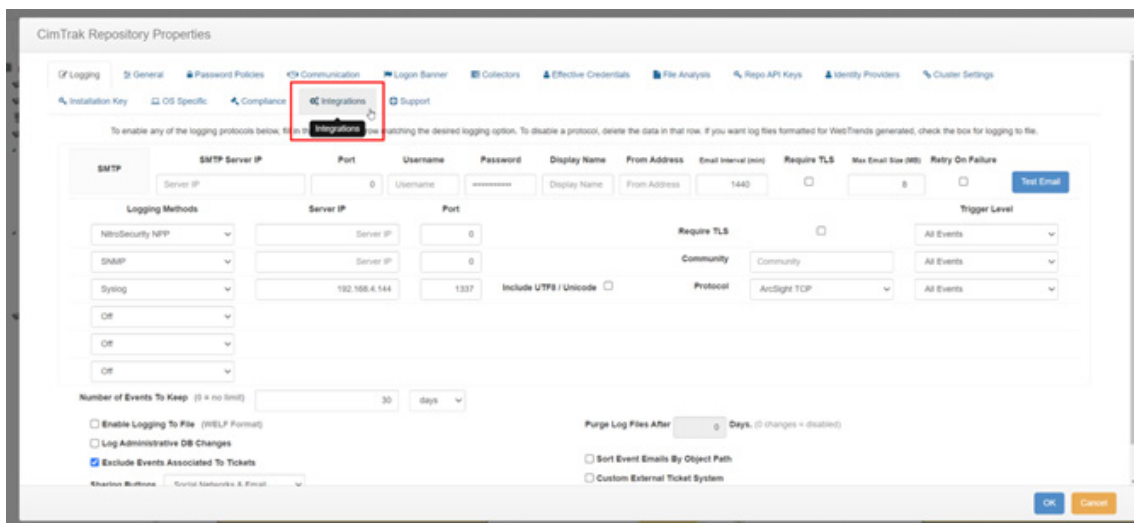 CimTrak Repository Properties
Logging General Password Policies Communication Logon Banner Collectors Effective Credentials File Analysis Repo API Keys Identity Providers Cluster Settings
Installation Key OS Specific Compliance Integrations Support
To enable any of the logging protocols below, fill in th Integrations row matching the desired logging option. To disable a protocol, delete the data in that row. If you want log files formatted for WebTrends generated, check the box for logging to file.
SMTP SMTP Server IP Port Username Password Display Name From Address Email Interval (min) Require TLS Max Email Size (MB) Retry On Failure
Server IP 0 Username Display Name From Address 1440 8 Test Email
Logging Methods Server IP Port Trigger Level
NitroSecurity NPP Server IP 0 Require TLS All Events
SNMP Server IP 0 Community Community All Events
Syslog 192.168.4.144 1337 Include UTF8 / Unicode Protocol ArcSight TCP All Events
Off
Off
Off
Number of Events To Keep (0 = no limit) 30 days
Enable Logging To File (WELF Format) Purge Log Files After 0 Days. (0 changes = disabled)
Log Administrative DB Changes
Exclude Events Associated To Tickets Sort Event Emails By Object Path
Sharing Buttons Social Networks & Email Custom External Ticket System
OK Cancel